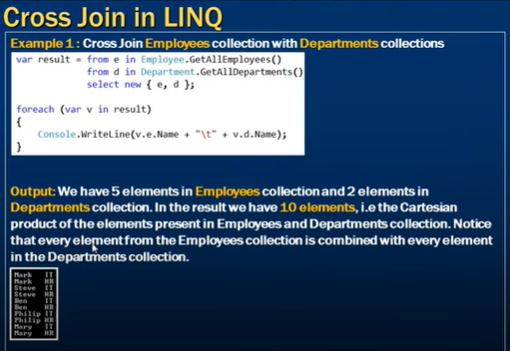 Cross Join in LINQ
Example 1 : Cross Join Employees collection with Departments collections
var result = from e in Employee.GetAllEmployees()
from d in Department.GetAllDepartments()
select new { e, d };
foreach (var v in result)
{
Console.WriteLine(v.e.Name + "\t" + v.d.Name);
}
Output: We have 5 elements in Employees collection and 2 elements in
Departments collection. In the result we have 10 elements, i.e the Cartesian
product of the elements present in Employees and Departments collection. Notice
that every element from the Employees collection is combined with every element
in the Departments collection.
Mark IT
Mark HR
Steve IT
Steve HR
Ben IT
Ben HR
Philip IT
Philip HR
Mary IT
Mary HR